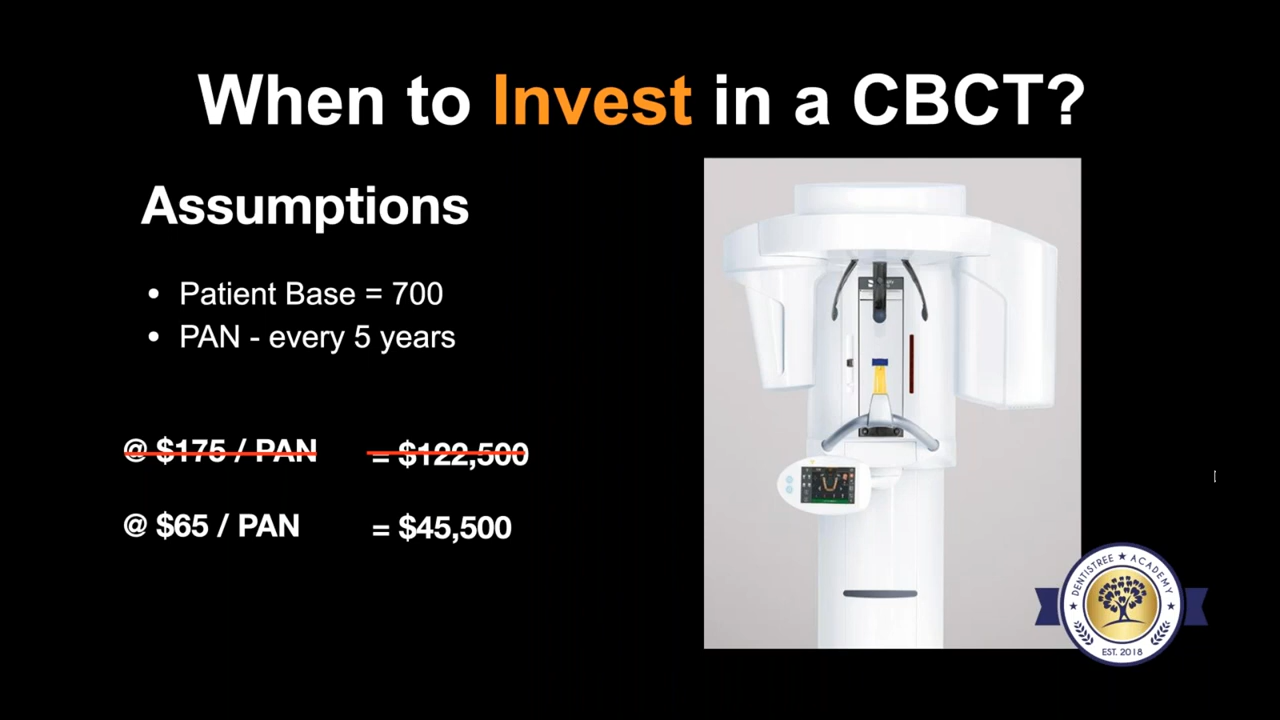 When to Invest in a CBCT?
Assumptions
• Patient Base = 700
• PAN - every 5 years
@ $175 / PAN = $122,500
@ $65 / PAN = $45,500
DENTISTREE ★ ACADEMY
EST. 2018